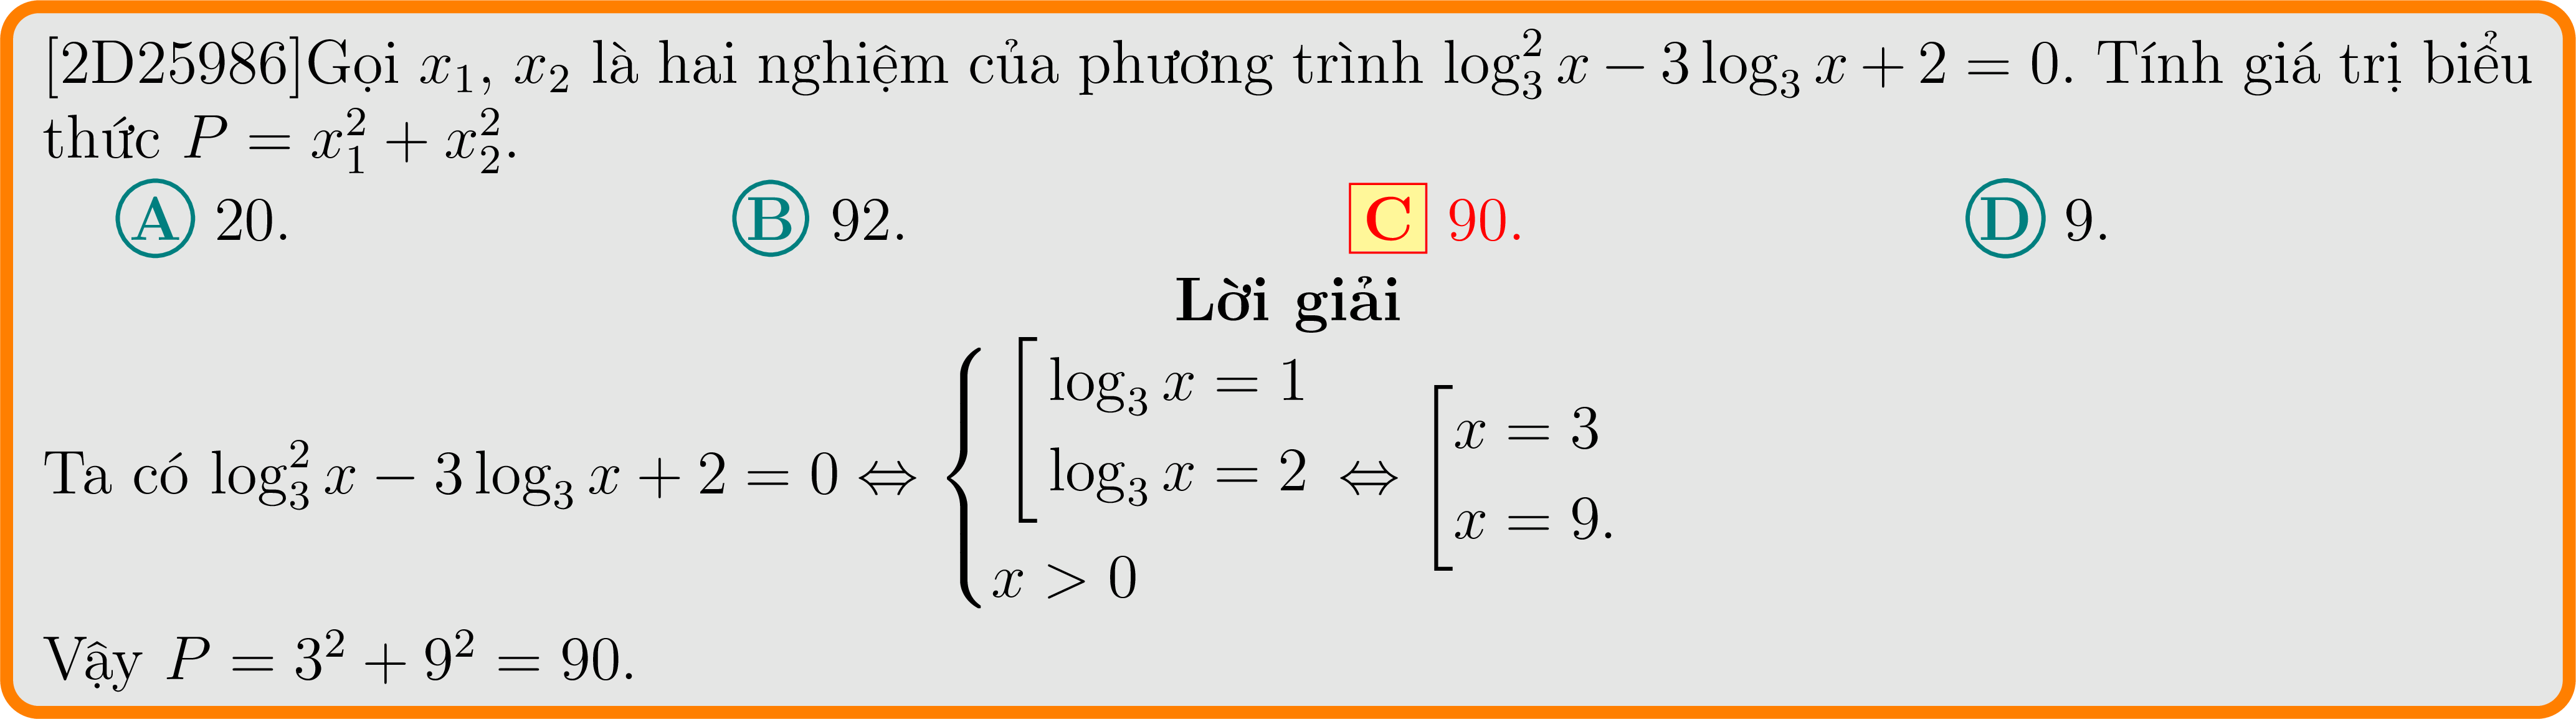 [2D25986]Gọi $x_1$, $x_2$ là hai nghiệm của phương trình $\log_3^2 x - 3\log_3 x + 2 = 0$. Tính giá trị biểu
thức $P = x_1^2 + x_2^2$.
A 20. B 92. C 90. D 9.
Lời giải
Ta có $\log_3^2 x - 3\log_3 x + 2 = 0 \Leftrightarrow \begin{cases} \left[\begin{array}{l} \log_3 x = 1 \\ \log_3 x = 2 \end{array}\right. \\ x > 0 \end{cases} \Leftrightarrow \left[\begin{array}{l} x = 3 \\ x = 9. \end{array}\right.$
Vậy $P = 3^2 + 9^2 = 90$.